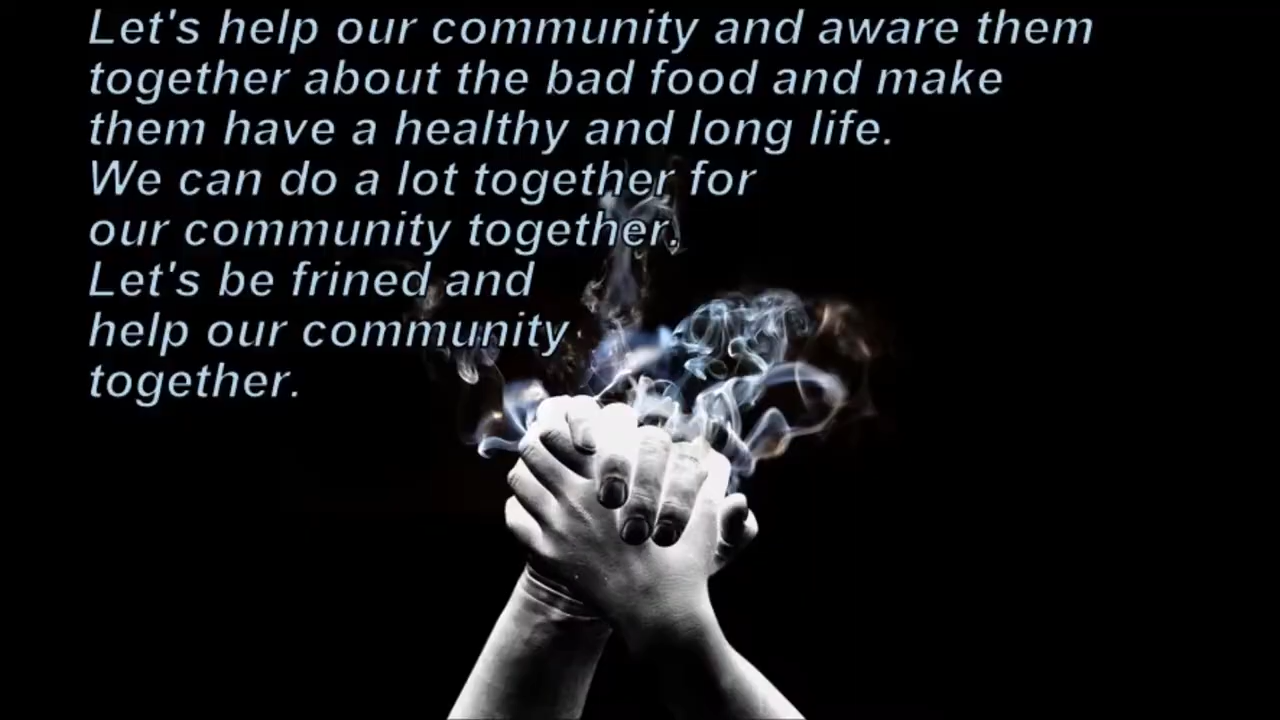 Let's help our community and aware them
together about the bad food and make
them have a healthy and long life.
We can do a lot together for
our community together.
Let's be frined and
help our community
together.